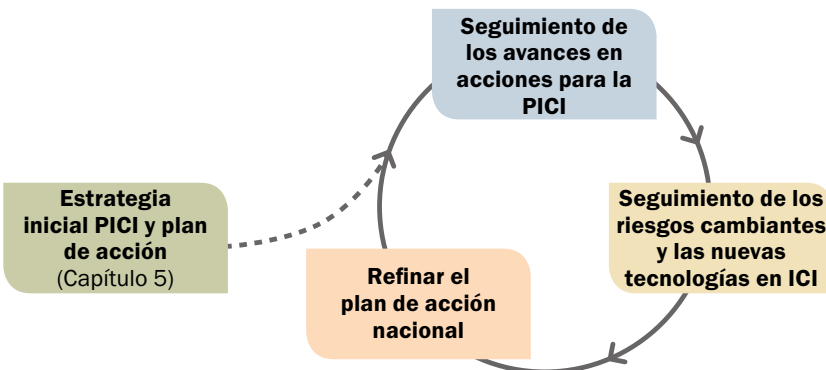 Seguimiento de
los avances en
acciones para la
PICI
Estrategia
inicial PICI y plan
de acción
(Capítulo 5)
Seguimiento de los
riesgos cambiantes
y las nuevas
tecnologías en ICI
Refinar el
plan de acción
nacional